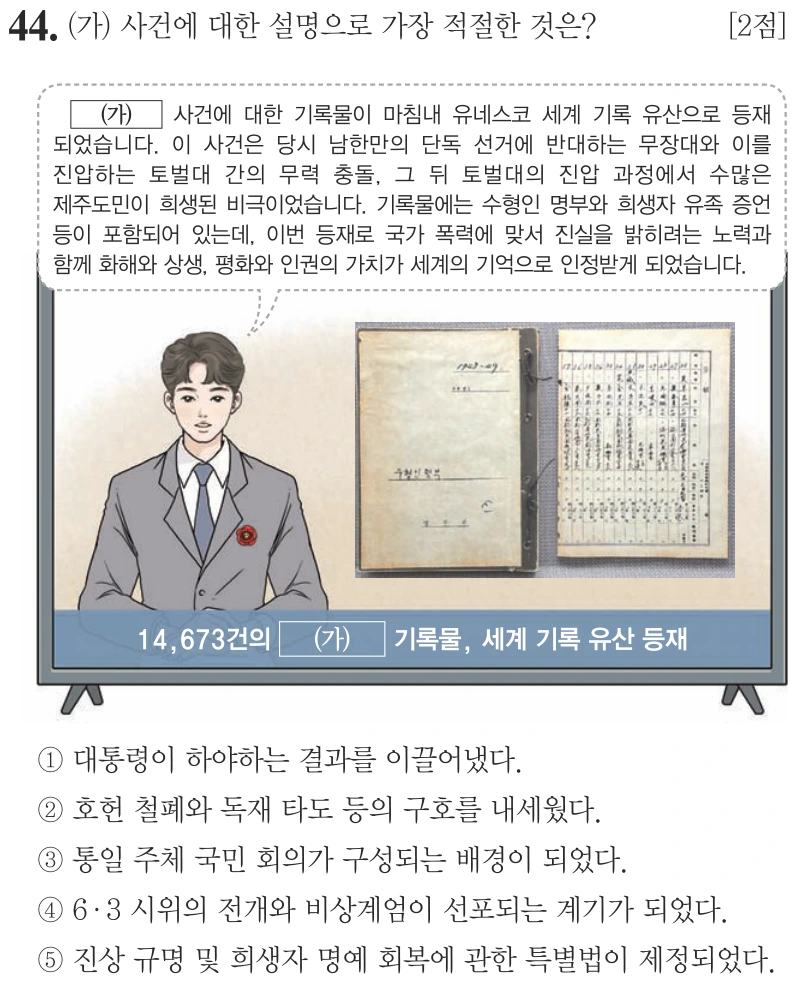 44. (가) 사건에 대한 설명으로 가장 적절한 것은? [2점]
(가) 사건에 대한 기록물이 마침내 유네스코 세계 기록 유산으로 등재
되었습니다. 이 사건은 당시 남한만의 단독 선거에 반대하는 무장대와 이를
진압하는 토벌대 간의 무력 충돌, 그 뒤 토벌대의 진압 과정에서 수많은
제주도민이 희생된 비극이었습니다. 기록물에는 수형인 명부와 희생자 유족 증언
등이 포함되어 있는데, 이번 등재로 국가 폭력에 맞서 진실을 밝히려는 노력과
함께 화해와 상생, 평화와 인권의 가치가 세계의 기억으로 인정받게 되었습니다.
수형인명부
14,673건의 (가) 기록물, 세계 기록 유산 등재
① 대통령이 하야하는 결과를 이끌어냈다.
② 호헌 철폐와 독재 타도 등의 구호를 내세웠다.
③ 통일 주체 국민 회의가 구성되는 배경이 되었다.
④ 6·3 시위의 전개와 비상계엄이 선포되는 계기가 되었다.
⑤ 진상 규명 및 희생자 명예 회복에 관한 특별법이 제정되었다.